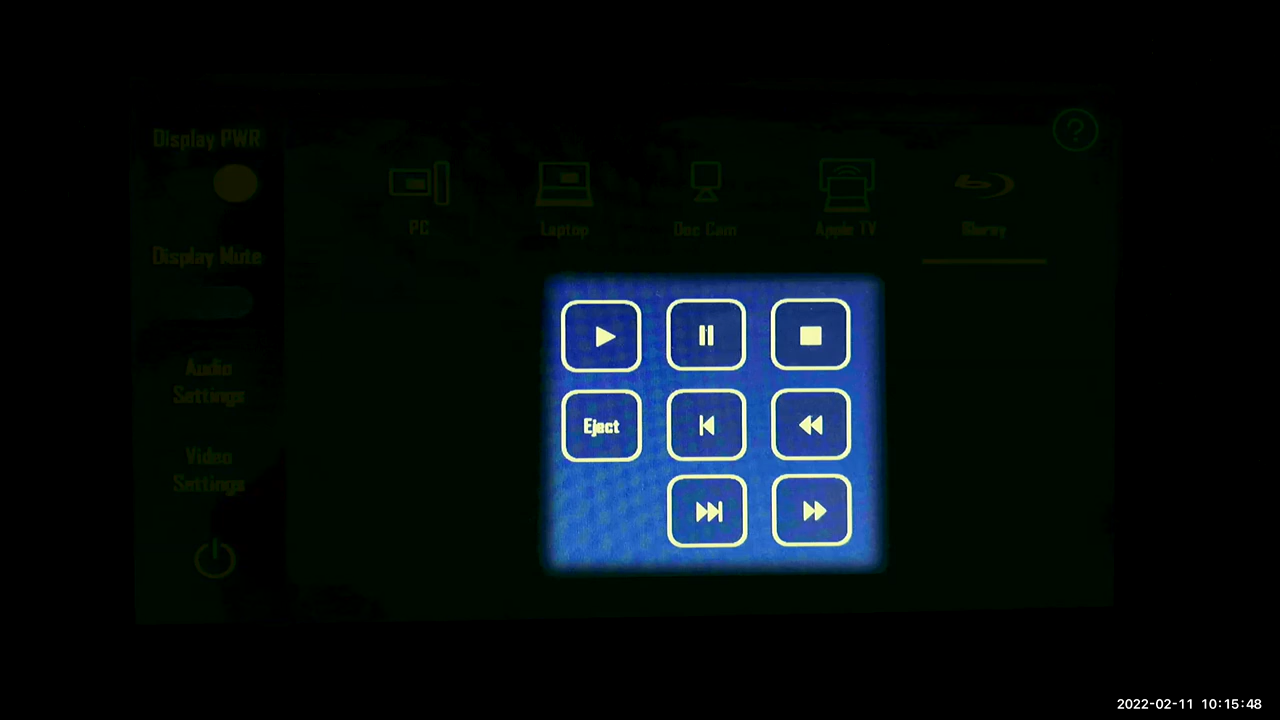 Display PWR
?
PC
Laptop
Doc Cam
Apple TV
Bluray
Display Mute
Audio
Settings
Video
Settings
Eject
2022-02-11 10:15:48